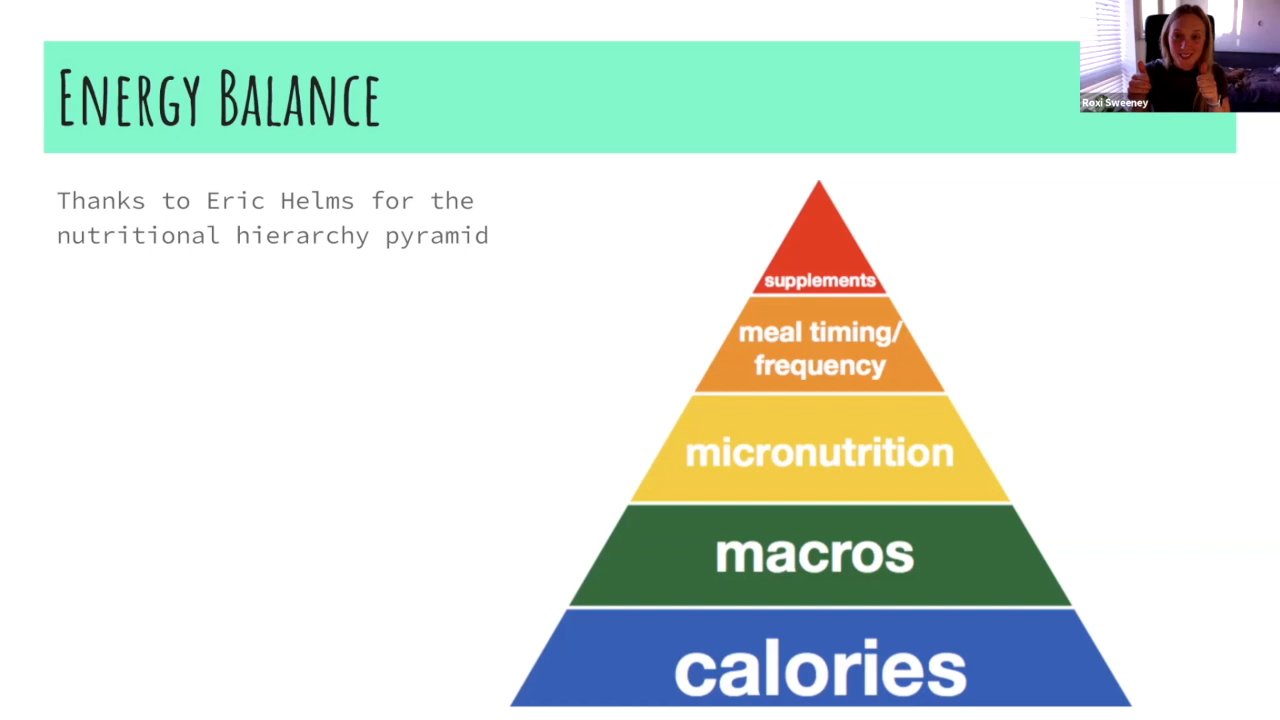 Energy Balance
Roxi Sweeney
Thanks to Eric Helms for the
nutritional hierarchy pyramid
supplements
meal timing/
frequency
micronutrition
macros
calories